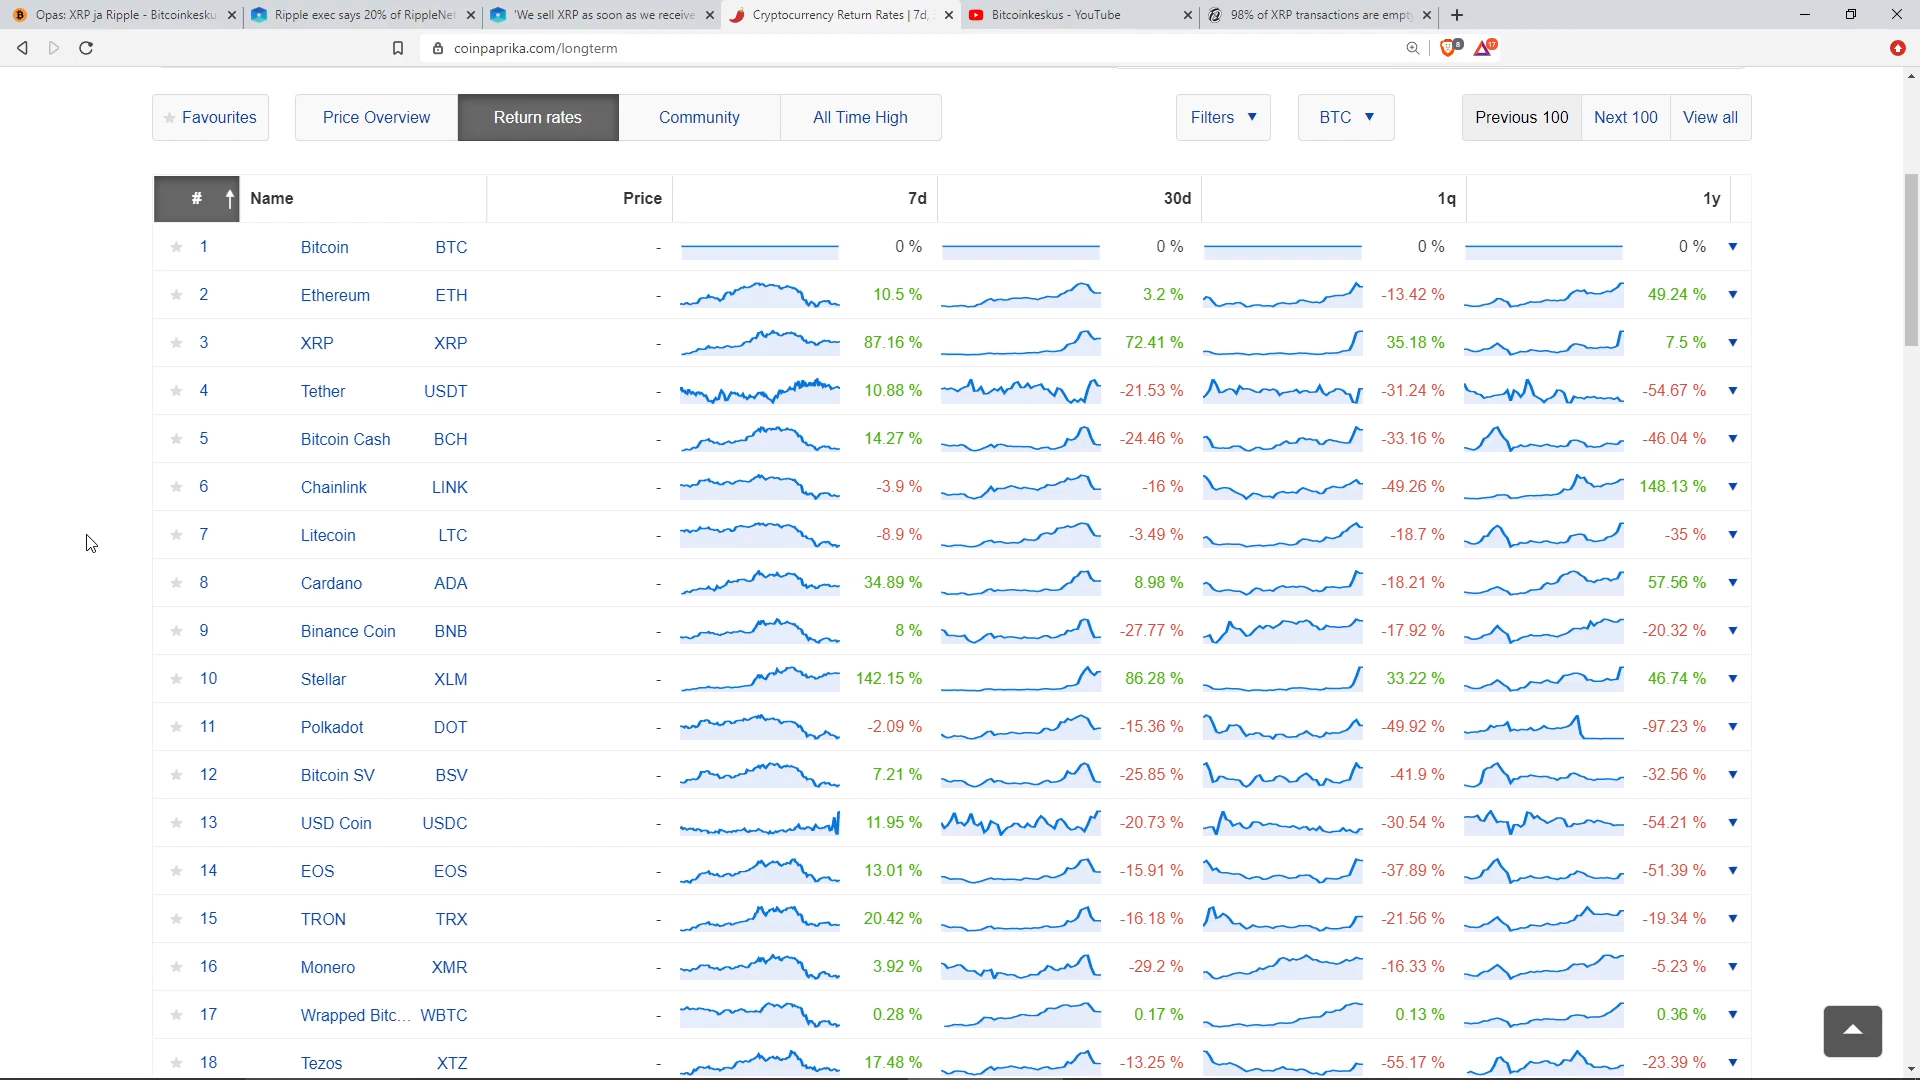 Opas: XRP ja Ripple - Bitcoinkesku
Ripple exec says 20% of RippleNet
'We sell XRP as soon as we receive
Cryptocurrency Return Rates | 7d,
Bitcoinkeskus - YouTube
98% of XRP transactions are empty
coinpaprika.com/longterm
8
17
Favourites Price Overview Return rates Community All Time High Filters BTC Previous 100 Next 100 View all
# Name Price 7d 30d 1q 1y
1 Bitcoin BTC - 0 % 0 % 0 % 0 %
2 Ethereum ETH - 10.5 % 3.2 % -13.42 % 49.24 %
3 XRP XRP - 87.16 % 72.41 % 35.18 % 7.5 %
4 Tether USDT - 10.88 % -21.53 % -31.24 % -54.67 %
5 Bitcoin Cash BCH - 14.27 % -24.46 % -33.16 % -46.04 %
6 Chainlink LINK - -3.9 % -16 % -49.26 % 148.13 %
7 Litecoin LTC - -8.9 % -3.49 % -18.7 % -35 %
8 Cardano ADA - 34.89 % 8.98 % -18.21 % 57.56 %
9 Binance Coin BNB - 8 % -27.77 % -17.92 % -20.32 %
10 Stellar XLM - 142.15 % 86.28 % 33.22 % 46.74 %
11 Polkadot DOT - -2.09 % -15.36 % -49.92 % -97.23 %
12 Bitcoin SV BSV - 7.21 % -25.85 % -41.9 % -32.56 %
13 USD Coin USDC - 11.95 % -20.73 % -30.54 % -54.21 %
14 EOS EOS - 13.01 % -15.91 % -37.89 % -51.39 %
15 TRON TRX - 20.42 % -16.18 % -21.56 % -19.34 %
16 Monero XMR - 3.92 % -29.2 % -16.33 % -5.23 %
17 Wrapped Bitc... WBTC - 0.28 % 0.17 % 0.13 % 0.36 %
18 Tezos XTZ - 17.48 % -13.25 % -55.17 % -23.39 %